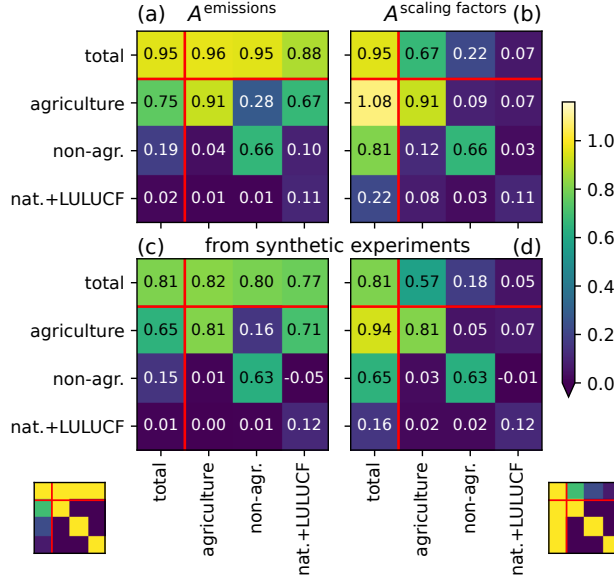 (a) A^emissions A^scaling factors (b)
total 0.95 0.96 0.95 0.88 0.95 0.67 0.22 0.07
agriculture 0.75 0.91 0.28 0.67 1.08 0.91 0.09 0.07
non-agr. 0.19 0.04 0.66 0.10 0.81 0.12 0.66 0.03
nat.+LULUCF 0.02 0.01 0.01 0.11 0.22 0.08 0.03 0.11
(c) from synthetic experiments (d)
total 0.81 0.82 0.80 0.77 0.81 0.57 0.18 0.05
agriculture 0.65 0.81 0.16 0.71 0.94 0.81 0.05 0.07
non-agr. 0.15 0.01 0.63 -0.05 0.65 0.03 0.63 -0.01
nat.+LULUCF 0.01 0.00 0.01 0.12 0.16 0.02 0.02 0.12
total agriculture non-agr. nat.+LULUCF total agriculture non-agr. nat.+LULUCF
1.0
0.8
0.6
0.4
0.2
0.0